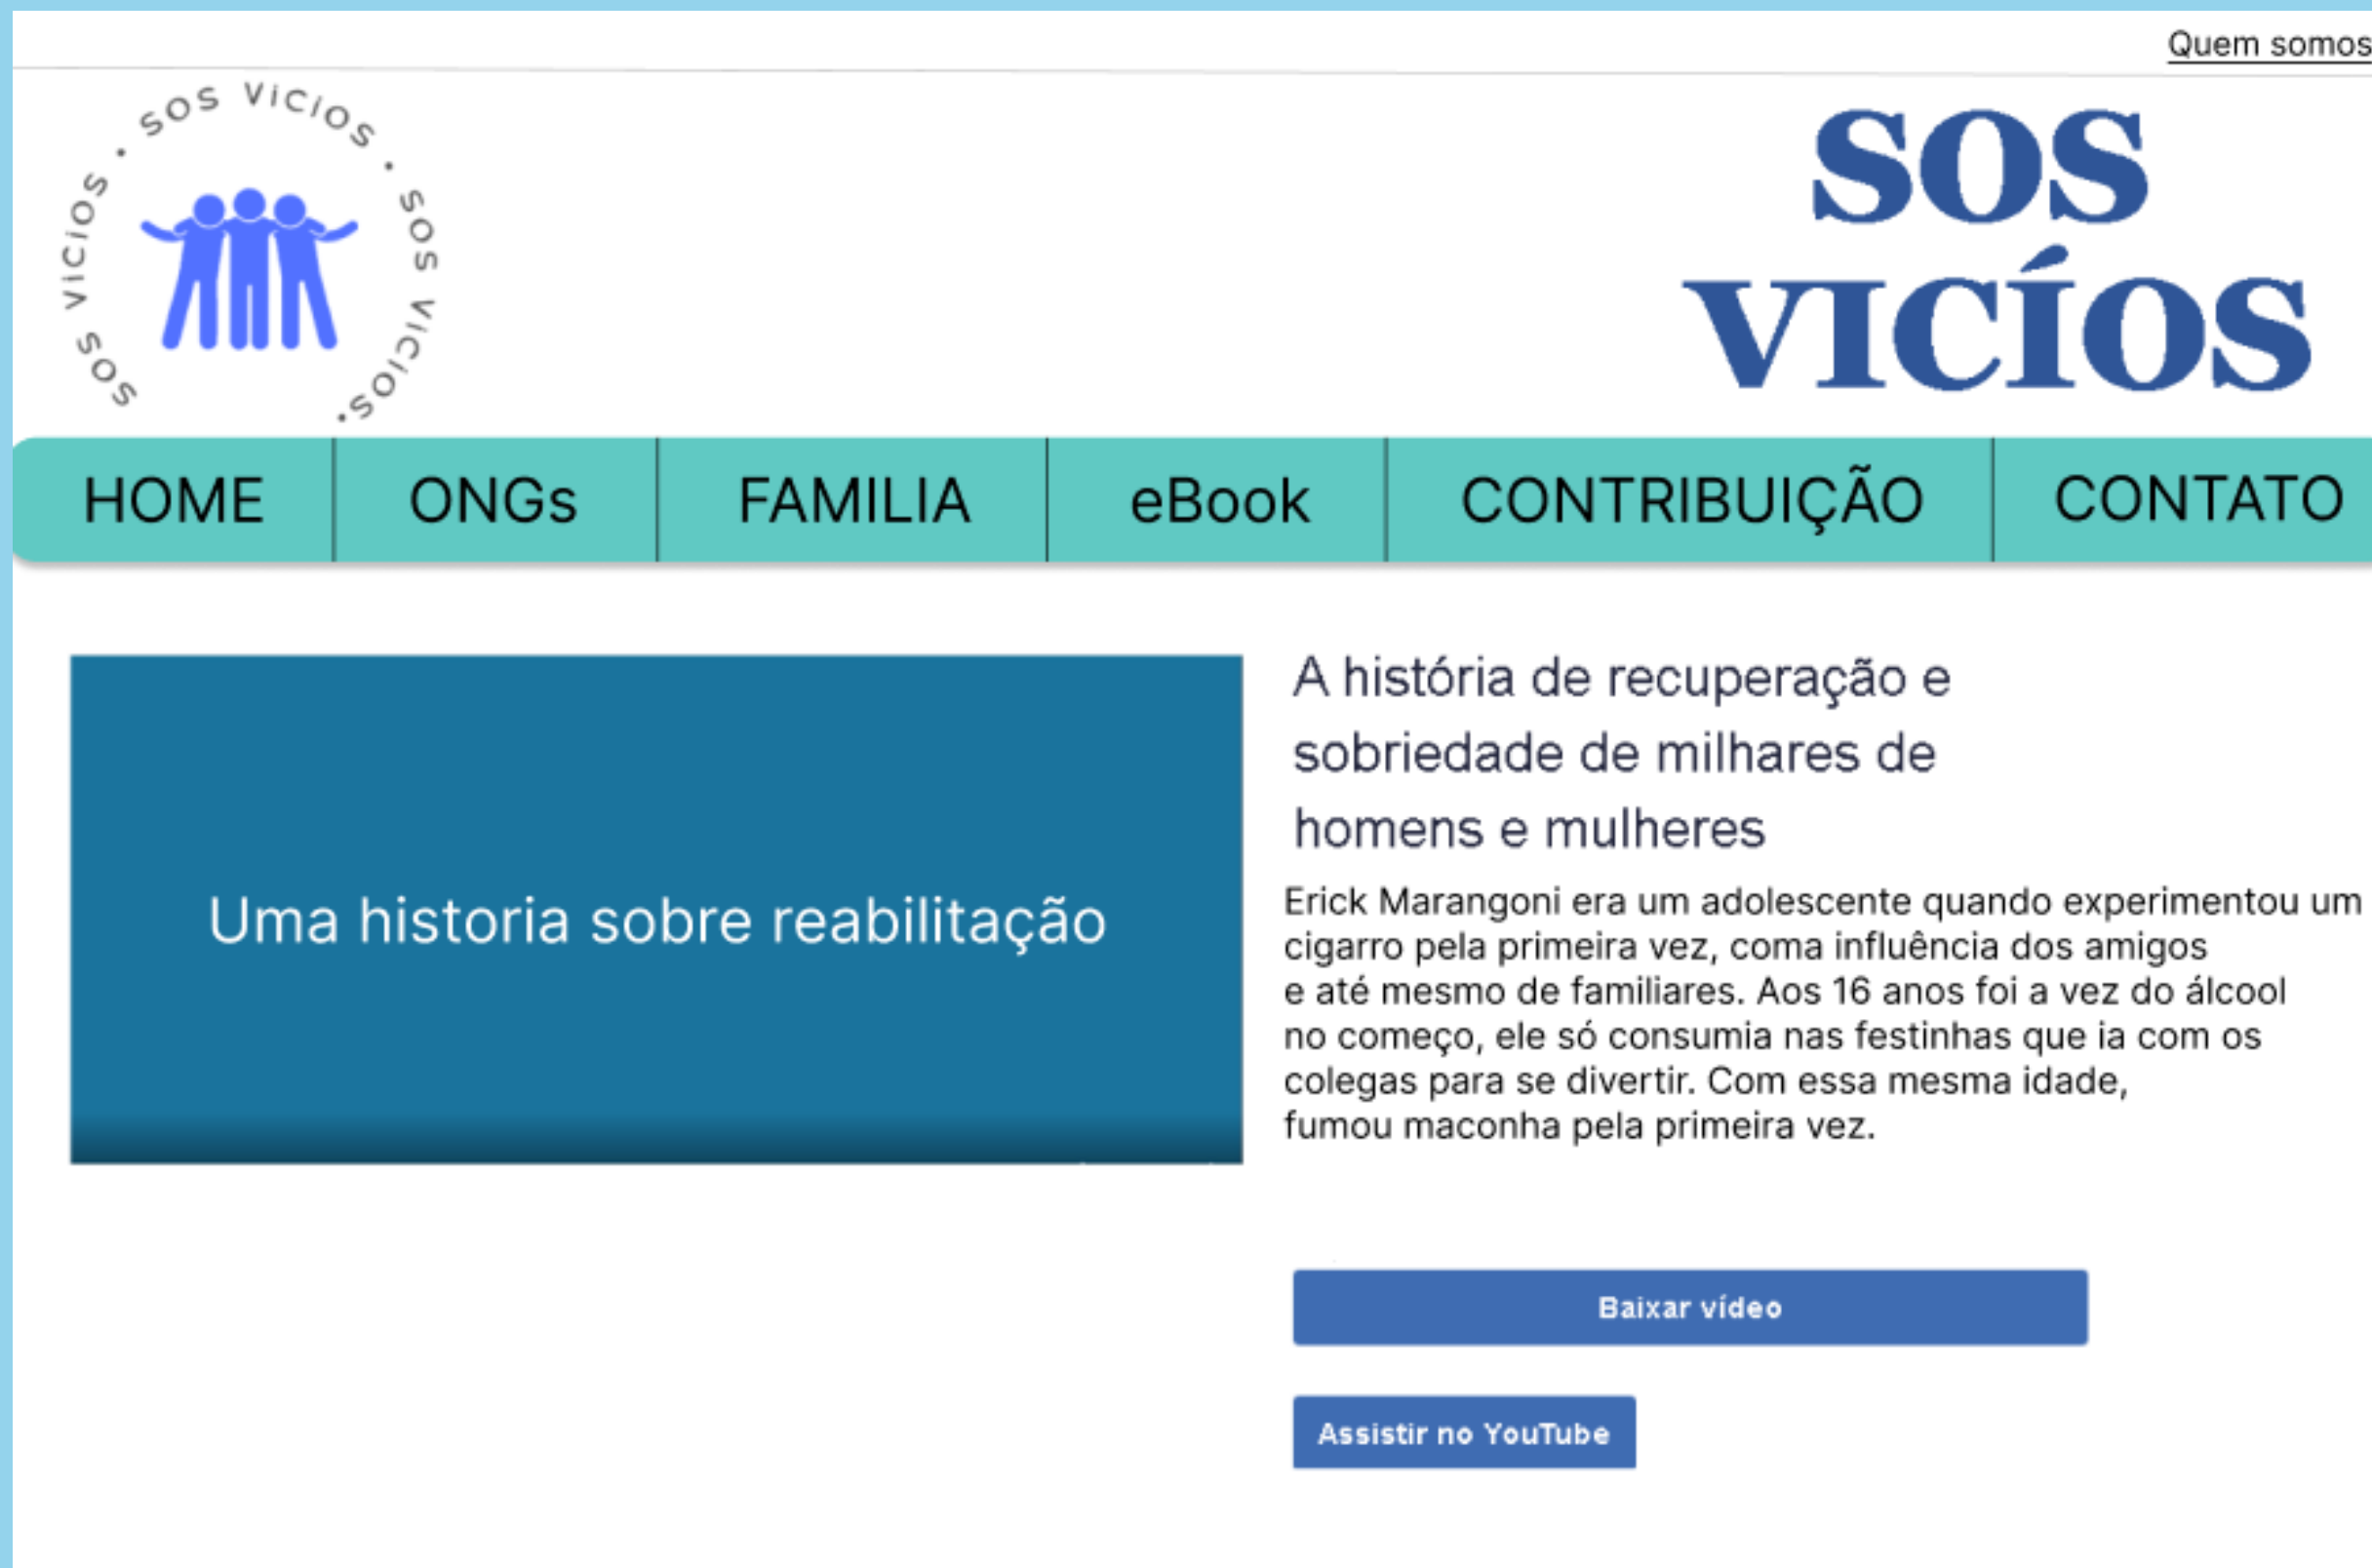 Quem somos
SOS VICIOS · SOS VICIOS · SOS VICIOS.
SOS
VICÍOS
HOME
ONGs
FAMILIA
eBook
CONTRIBUIÇÃO
CONTATO
Uma historia sobre reabilitação
A história de recuperação e
sobriedade de milhares de
homens e mulheres
Erick Marangoni era um adolescente quando experimentou um
cigarro pela primeira vez, coma influência dos amigos
e até mesmo de familiares. Aos 16 anos foi a vez do álcool
no começo, ele só consumia nas festinhas que ia com os
colegas para se divertir. Com essa mesma idade,
fumou maconha pela primeira vez.
Baixar vídeo
Assistir no YouTube